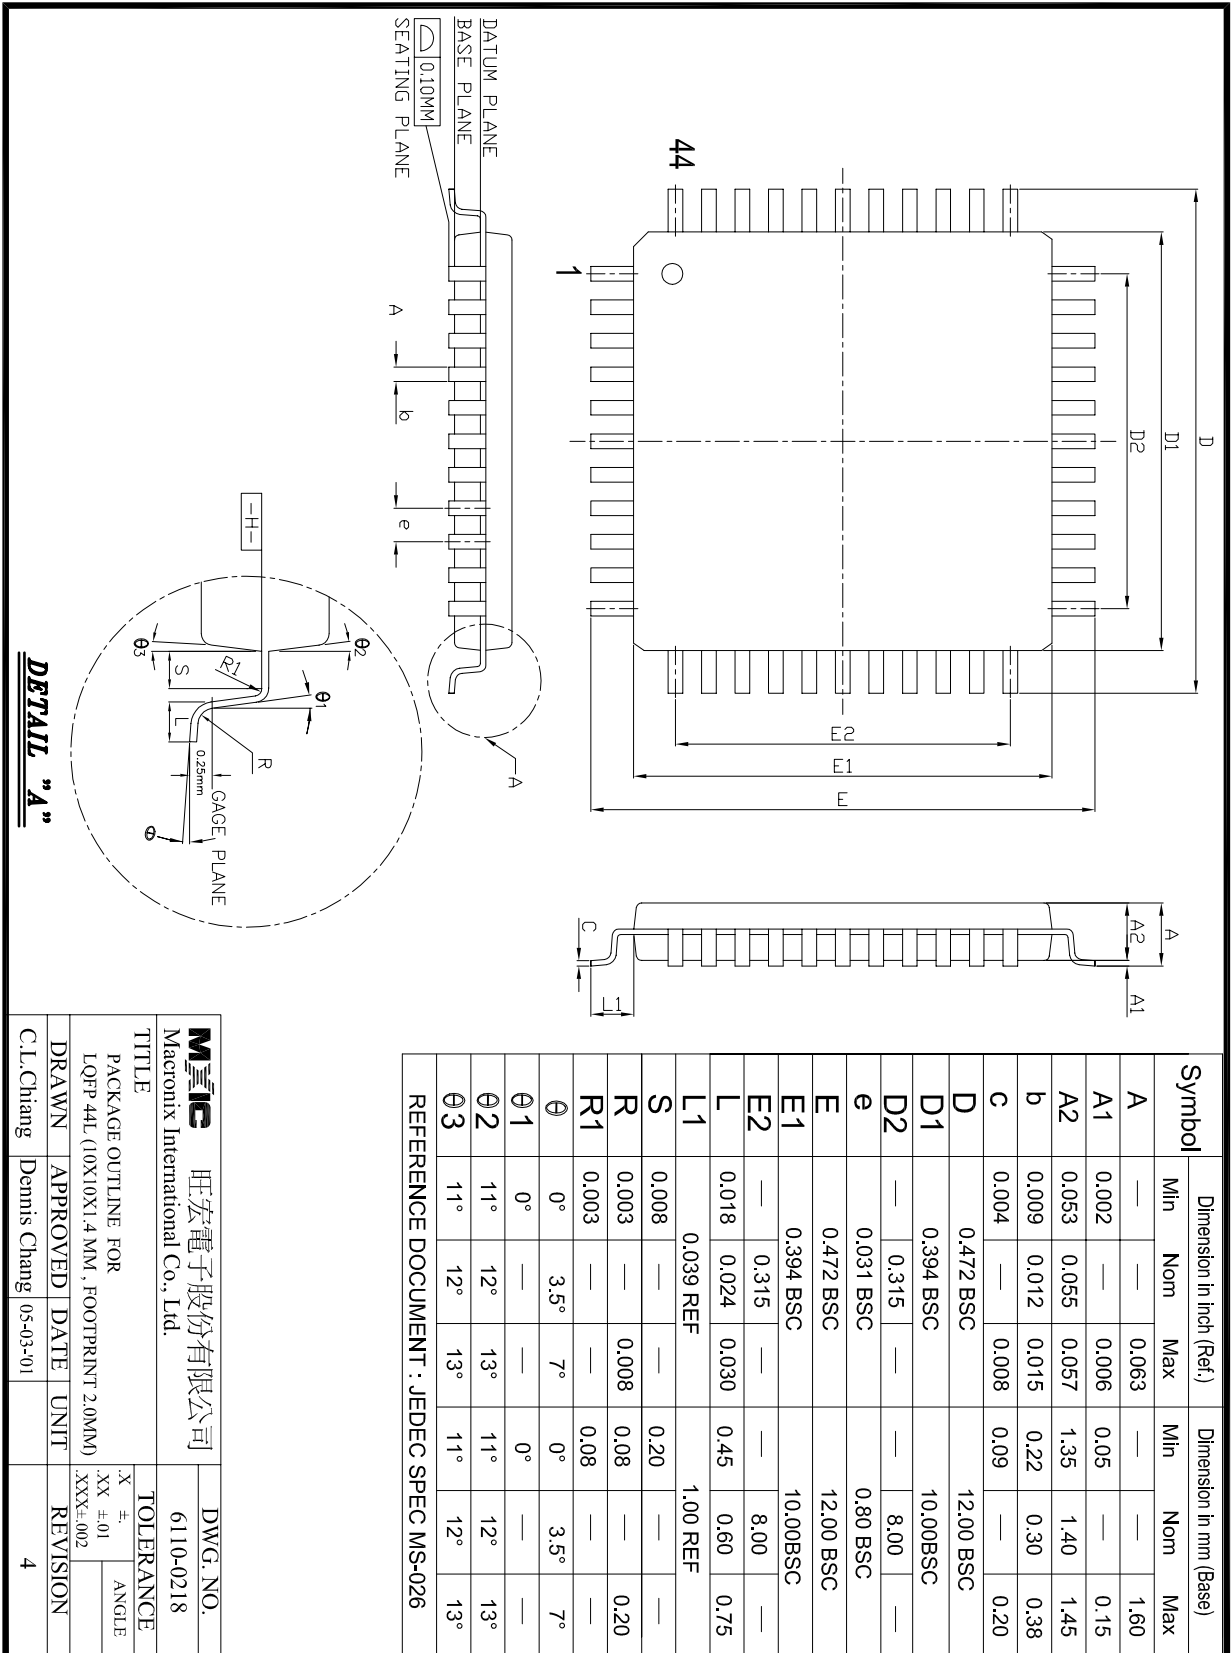 44
1
D
D1
D2
E2
E1
E
DATUM PLANE
BASE PLANE
0.10MM
SEATING PLANE
A
b
e
A
A
A2
A1
C
L1
-H-
θ2
θ3
S
R1
θ1
L
R
0.25mm
GAGE PLANE
θ
DETAIL "A"
Symbol Dimension in inch (Ref.) Dimension in mm (Base)
Min Nom Max Min Nom Max
A — — 0.063 — — 1.60
A1 0.002 — 0.006 0.05 — 0.15
A2 0.053 0.055 0.057 1.35 1.40 1.45
b 0.009 0.012 0.015 0.22 0.30 0.38
C 0.004 — 0.008 0.09 — 0.20
D 0.472 BSC 12.00 BSC
D1 0.394 BSC 10.00BSC
D2 — 0.315 — — 8.00 —
e 0.031 BSC 0.80 BSC
E 0.472 BSC 12.00 BSC
E1 0.394 BSC 10.00BSC
E2 — 0.315 — — 8.00 —
L 0.018 0.024 0.030 0.45 0.60 0.75
L1 0.039 REF 1.00 REF
S 0.008 — — 0.20 — —
R 0.003 — 0.008 0.08 — 0.20
R1 0.003 — — 0.08 — —
θ 0° 3.5° 7° 0° 3.5° 7°
θ1 0° — — 0° — —
θ2 11° 12° 13° 11° 12° 13°
θ3 11° 12° 13° 11° 12° 13°
REFERENCE DOCUMENT : JEDEC SPEC MS-026
MXIC 旺宏電子股份有限公司
Macronix International Co., Ltd.
DWG. NO.
6110-0218
TITLE
PACKAGE OUTLINE FOR
LQFP 44L (10X10X1.4 MM , FOOTPRINT 2.0MM)
TOLERANCE
.X ±.
.XX ±.01
.XXX±.002
ANGLE
DRAWN APPROVED DATE UNIT REVISION
C.L.Chiang Dennis Chang 05-03-'01 4